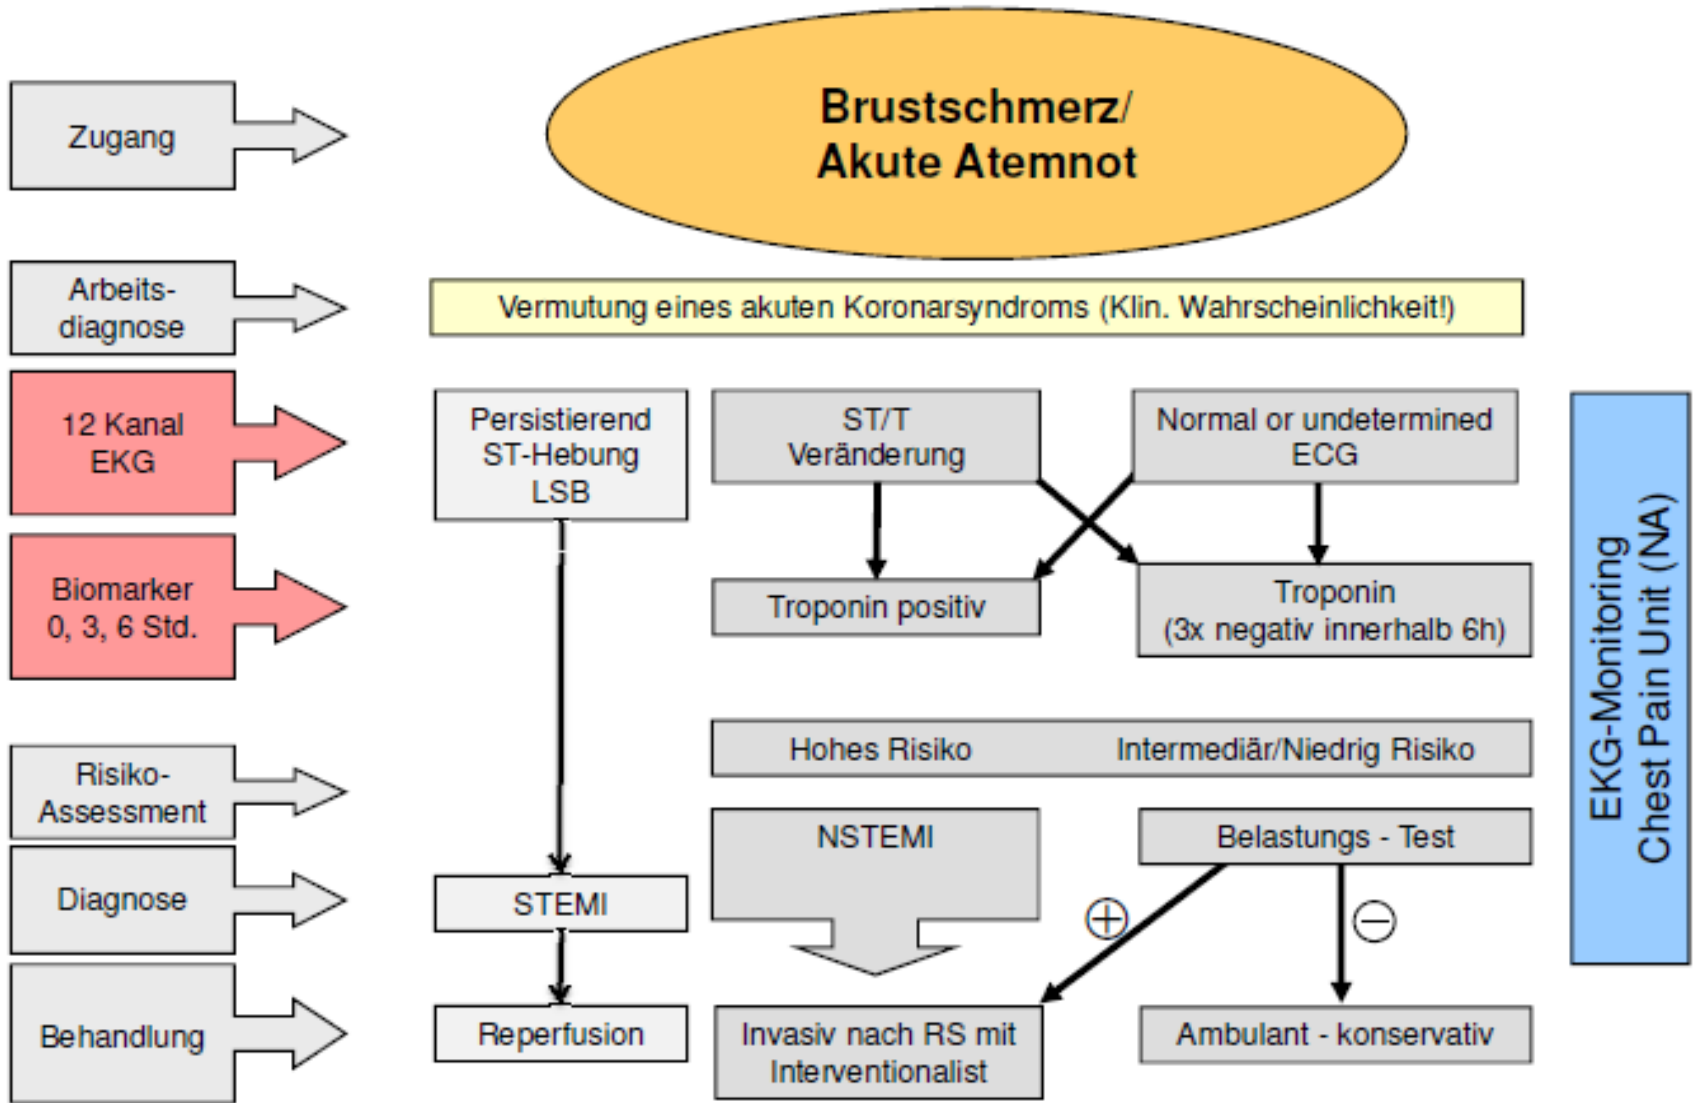 Zugang
Brustschmerz/
Akute Atemnot
Arbeits-
diagnose
Vermutung eines akuten Koronarsyndroms (Klin. Wahrscheinlichkeit!)
12 Kanal
EKG
Persistierend
ST-Hebung
LSB
ST/T
Veränderung
Normal or undetermined
ECG
Biomarker
0, 3, 6 Std.
Troponin positiv
Troponin
(3x negativ innerhalb 6h)
Risiko-
Assessment
Hohes Risiko
Intermediär/Niedrig Risiko
NSTEMI
Belastungs - Test
Diagnose
STEMI
+
−
Behandlung
Reperfusion
Invasiv nach RS mit
Interventionalist
Ambulant - konservativ
EKG-Monitoring
Chest Pain Unit (NA)